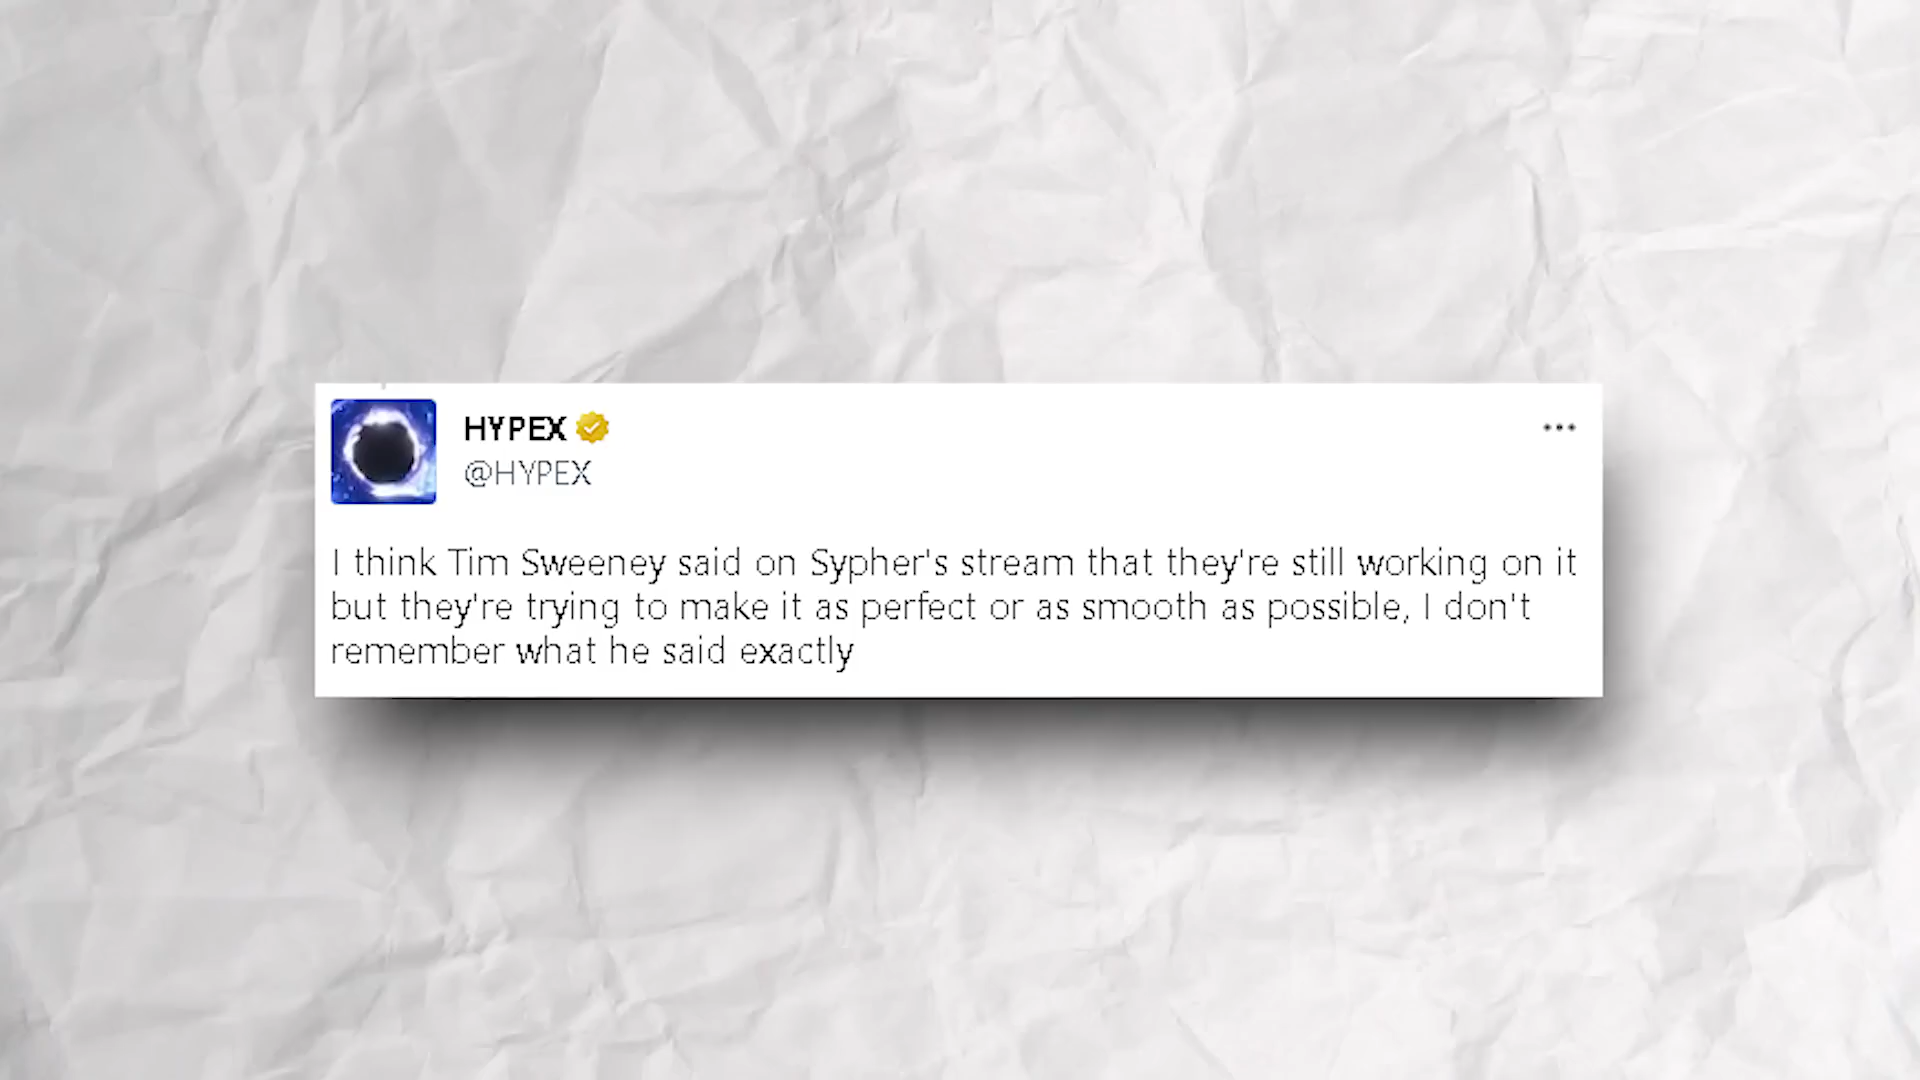 HYPEX
@HYPEX
I think Tim Sweeney said on Sypher's stream that they're still working on it
but they're trying to make it as perfect or as smooth as possible, I don't
remember what he said exactly